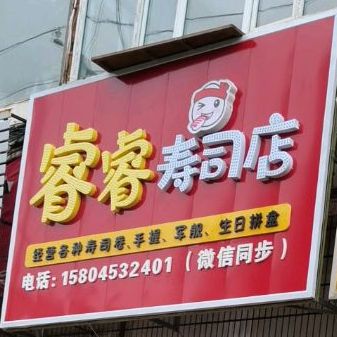 睿睿寿司店
经营各种寿司卷、手握、军舰、生日拼盒
电话:15804532401（微信同步）